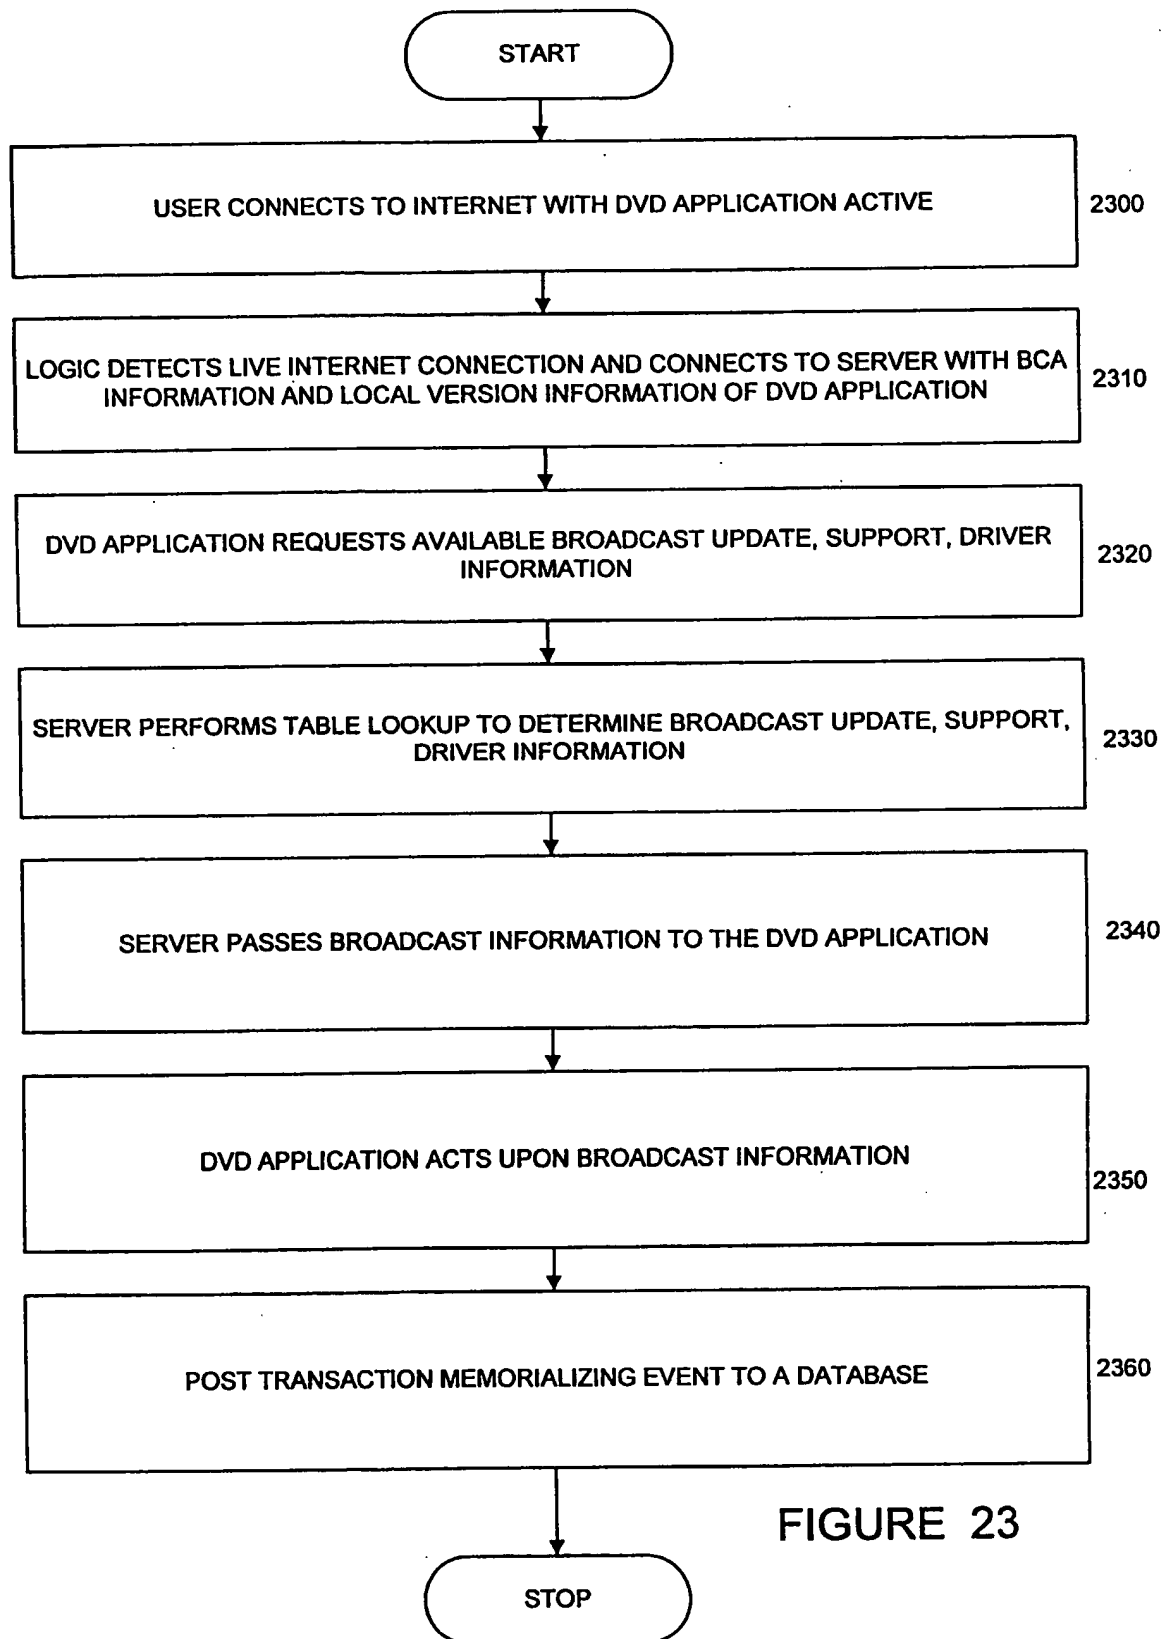 START
USER CONNECTS TO INTERNET WITH DVD APPLICATION ACTIVE
2300
LOGIC DETECTS LIVE INTERNET CONNECTION AND CONNECTS TO SERVER WITH BCA
INFORMATION AND LOCAL VERSION INFORMATION OF DVD APPLICATION
2310
DVD APPLICATION REQUESTS AVAILABLE BROADCAST UPDATE, SUPPORT, DRIVER
INFORMATION
2320
SERVER PERFORMS TABLE LOOKUP TO DETERMINE BROADCAST UPDATE, SUPPORT,
DRIVER INFORMATION
2330
SERVER PASSES BROADCAST INFORMATION TO THE DVD APPLICATION
2340
DVD APPLICATION ACTS UPON BROADCAST INFORMATION
2350
POST TRANSACTION MEMORIALIZING EVENT TO A DATABASE
2360
FIGURE 23
STOP